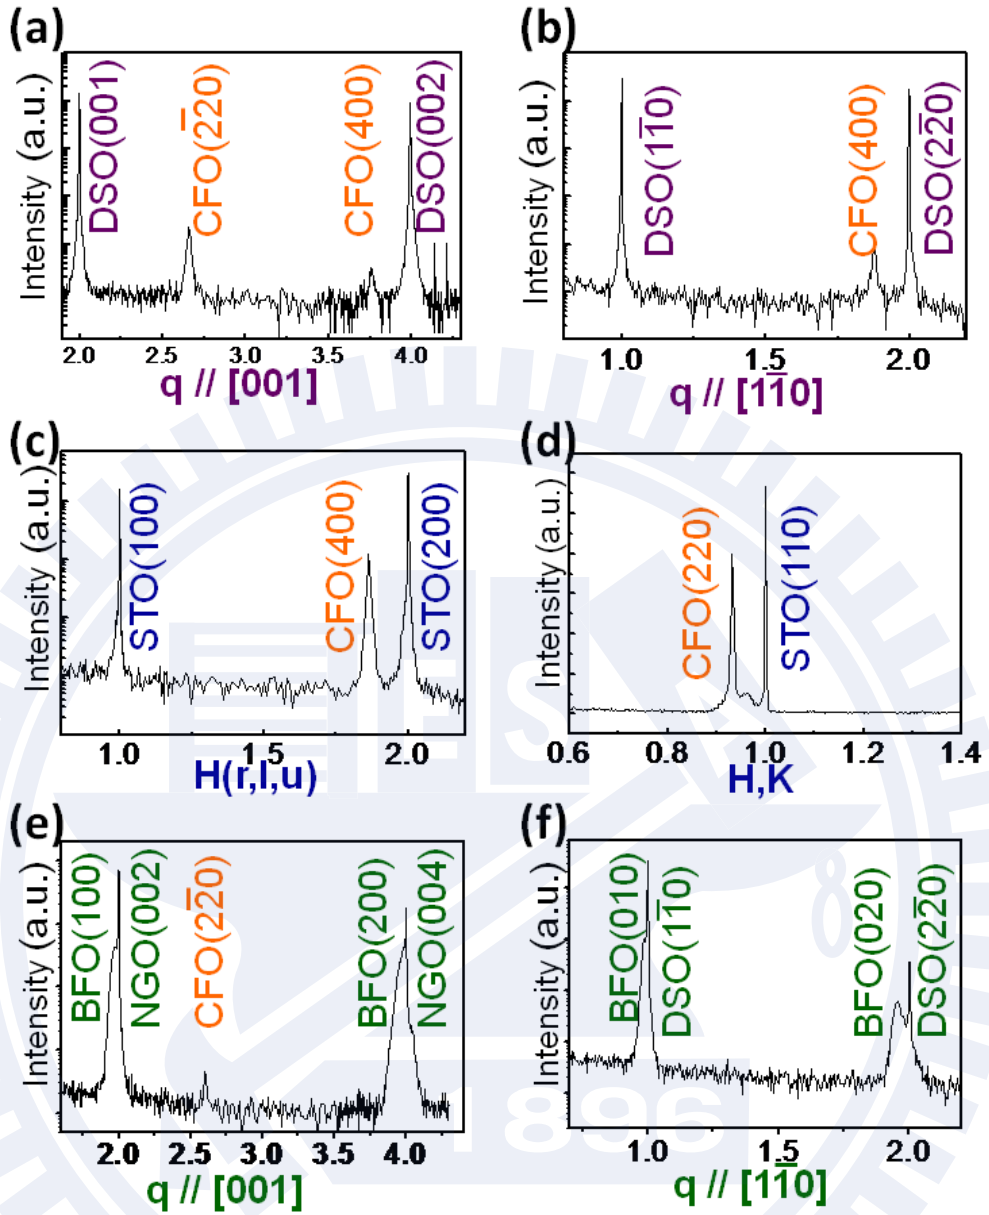 (a)
Intensity (a.u.)
DSO(001)
CFO(2̅20)
CFO(400)
DSO(002)
2.0 2.5 3.0 3.5 4.0
q // [001]
(b)
Intensity (a.u.)
DSO(11̅0)
CFO(400)
DSO(22̅0)
1.0 1.5 2.0
q // [11̅0]
(c)
Intensity (a.u.)
STO(100)
CFO(400)
STO(200)
1.0 1.5 2.0
H(r,l,u)
(d)
Intensity (a.u.)
CFO(220)
STO(110)
0.6 0.8 1.0 1.2 1.4
H,K
(e)
Intensity (a.u.)
BFO(100)
NGO(002)
CFO(22̅0)
BFO(200)
NGO(004)
2.0 2.5 3.0 3.5 4.0
q // [001]
(f)
Intensity (a.u.)
BFO(010)
DSO(11̅0)
BFO(020)
DSO(22̅0)
1.0 1.5 2.0
q // [11̅0]
ES
1896